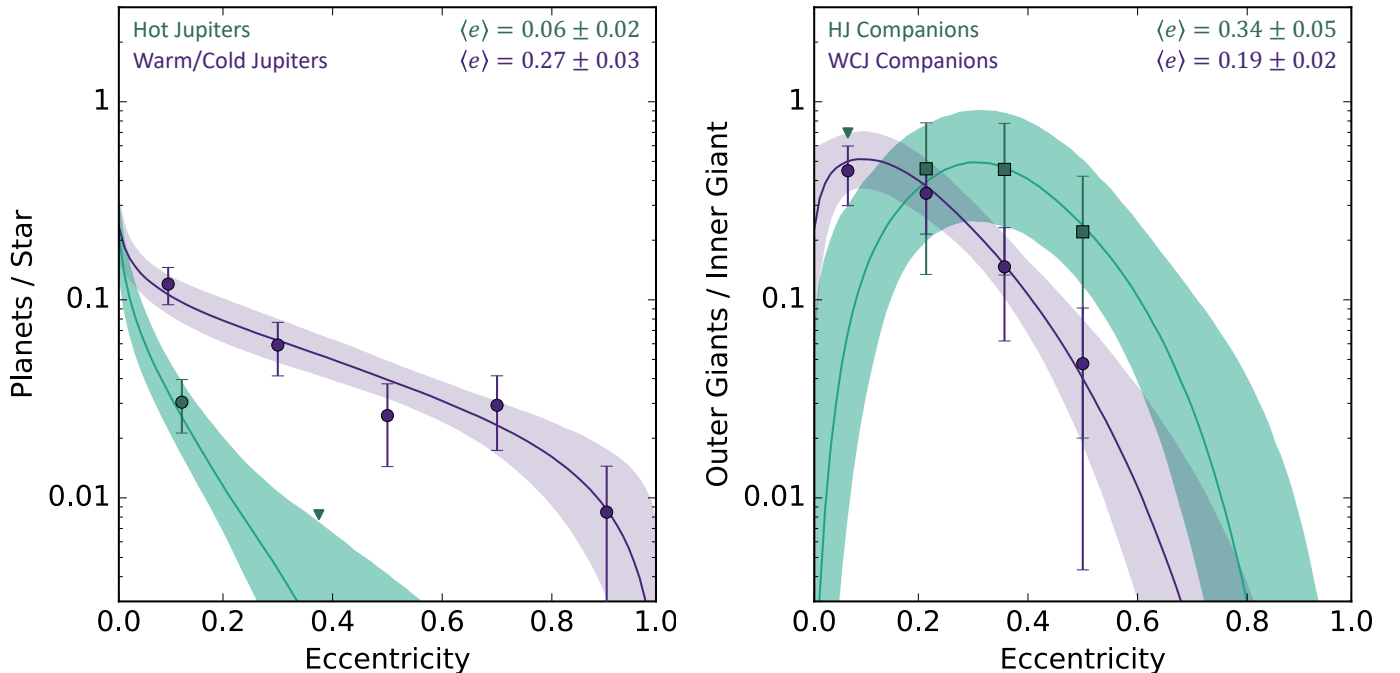 Hot Jupiters ⟨e⟩ = 0.06 ± 0.02
Warm/Cold Jupiters ⟨e⟩ = 0.27 ± 0.03
1
0.1
0.01
Planets / Star
0.0 0.2 0.4 0.6 0.8 1.0
Eccentricity
HJ Companions ⟨e⟩ = 0.34 ± 0.05
WCJ Companions ⟨e⟩ = 0.19 ± 0.02
1
0.1
0.01
Outer Giants / Inner Giant
0.0 0.2 0.4 0.6 0.8 1.0
Eccentricity